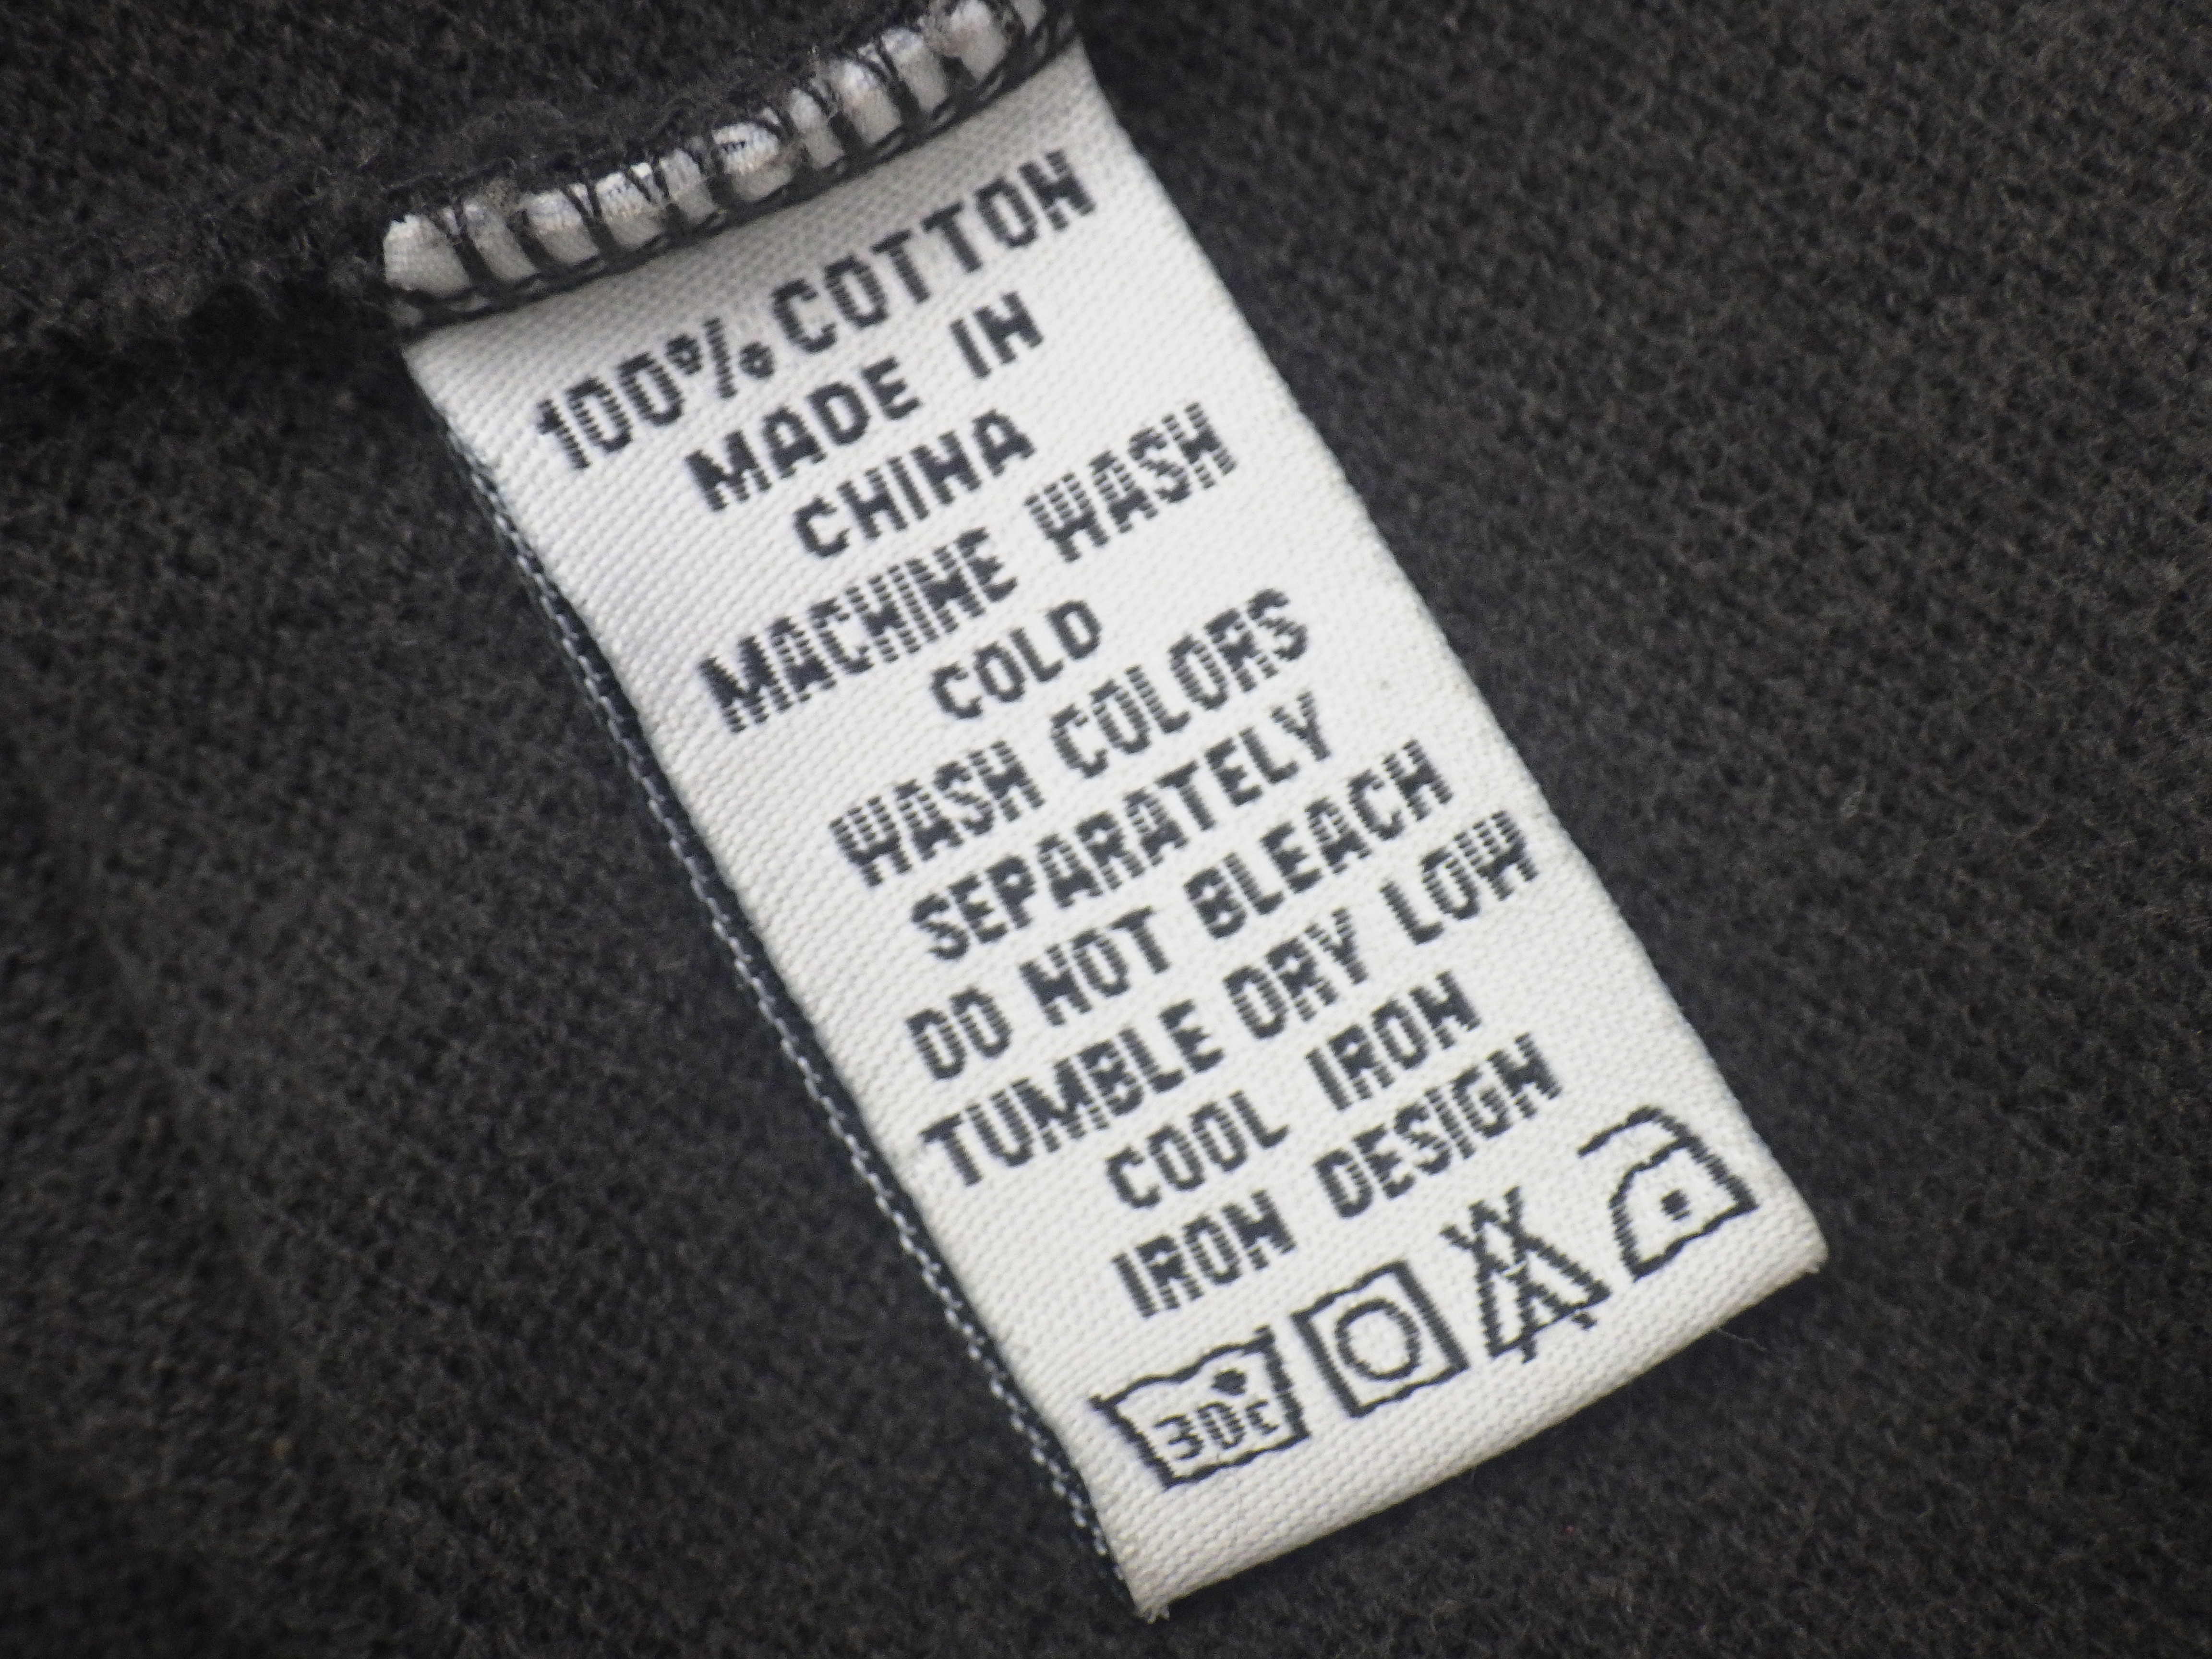 100% COTTON
MADE IN
CHINA
MACHINE WASH
COLD
WASH COLORS
SEPARATELY
DO NOT BLEACH
TUMBLE DRY LOW
COOL IRON
IRON DESIGN
30°C